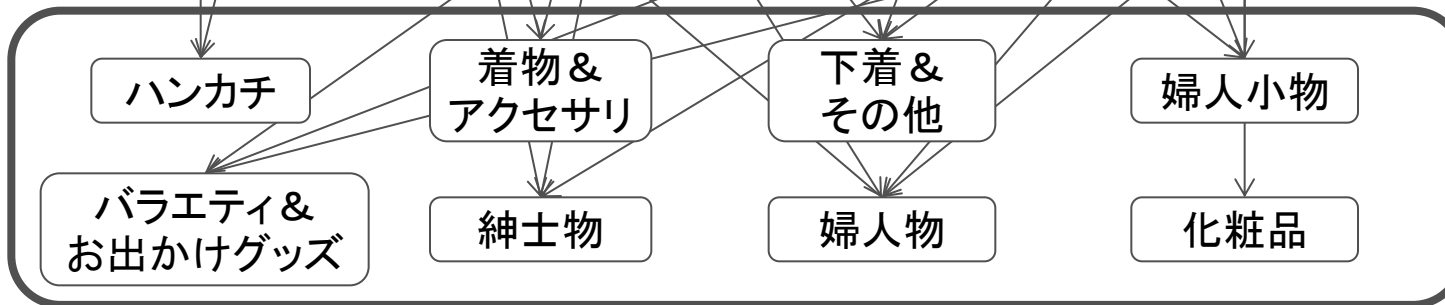 ハンカチ
着物&
アクセサリ
下着&
その他
婦人小物
バラエティ&
お出かけグッズ
紳士物
婦人物
化粧品